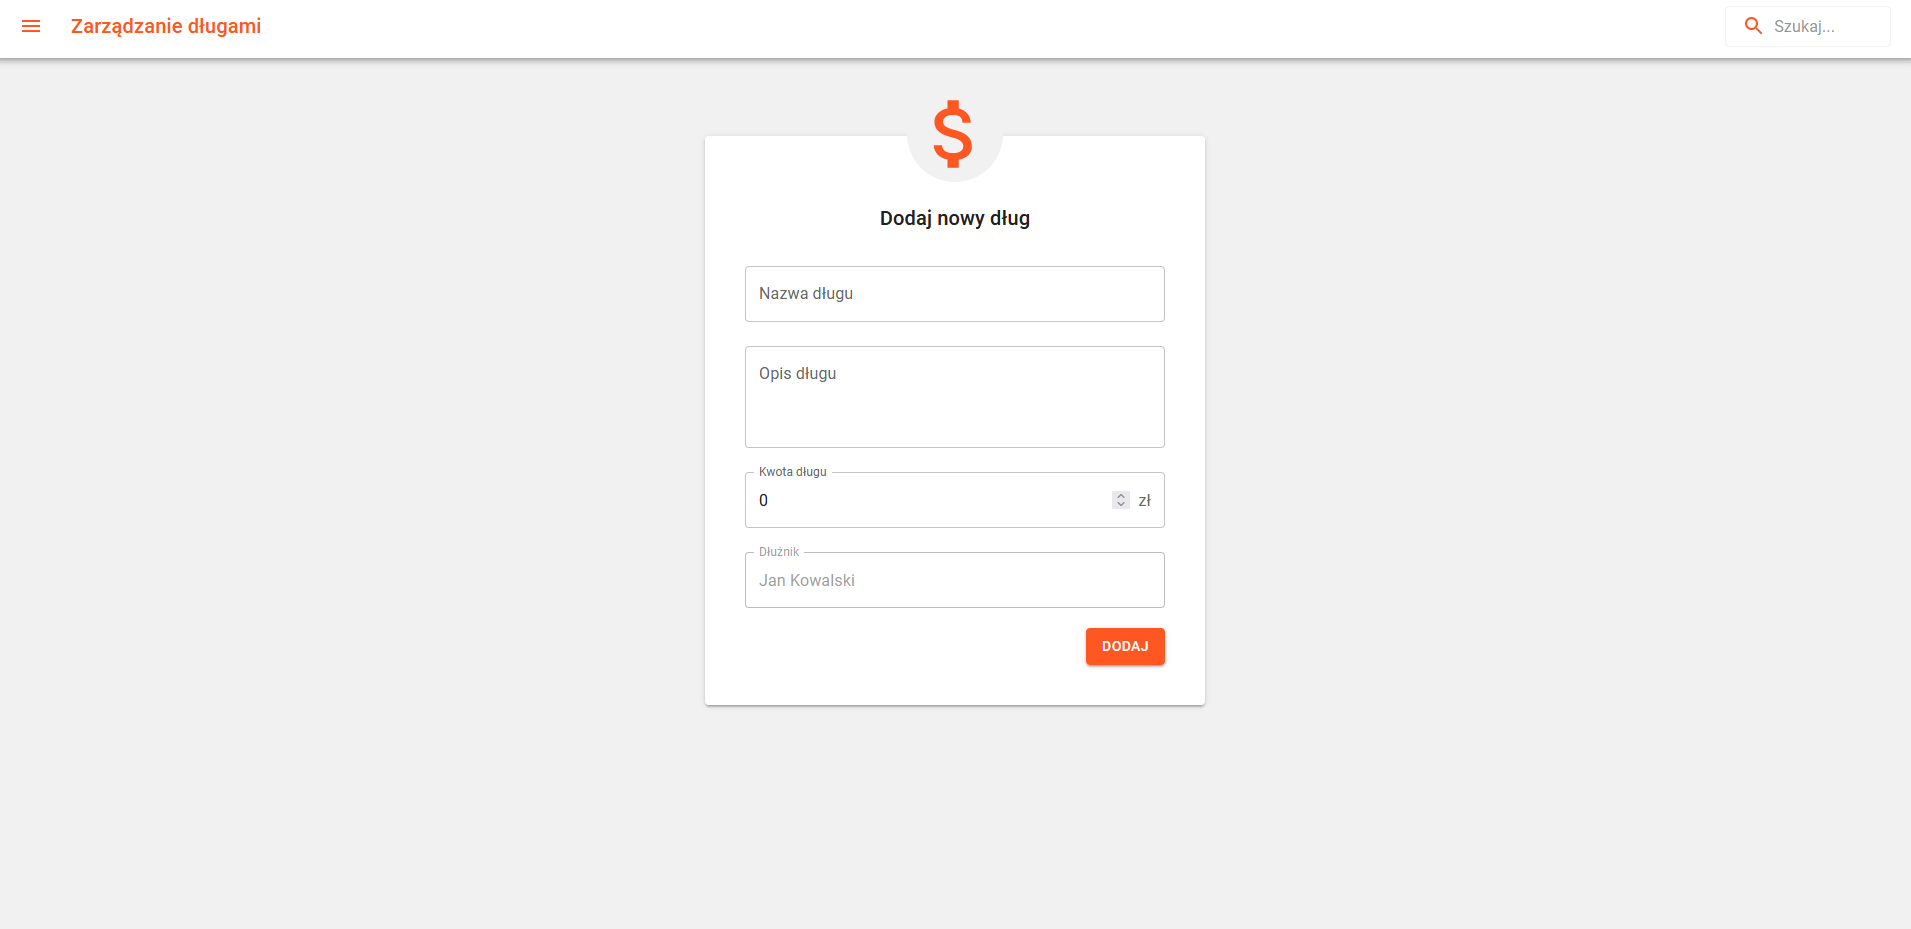 Zarządzanie długami
Szukaj...
Dodaj nowy dług
Nazwa długu
Opis długu
Kwota długu
0
zł
Dłużnik
Jan Kowalski
DODAJ